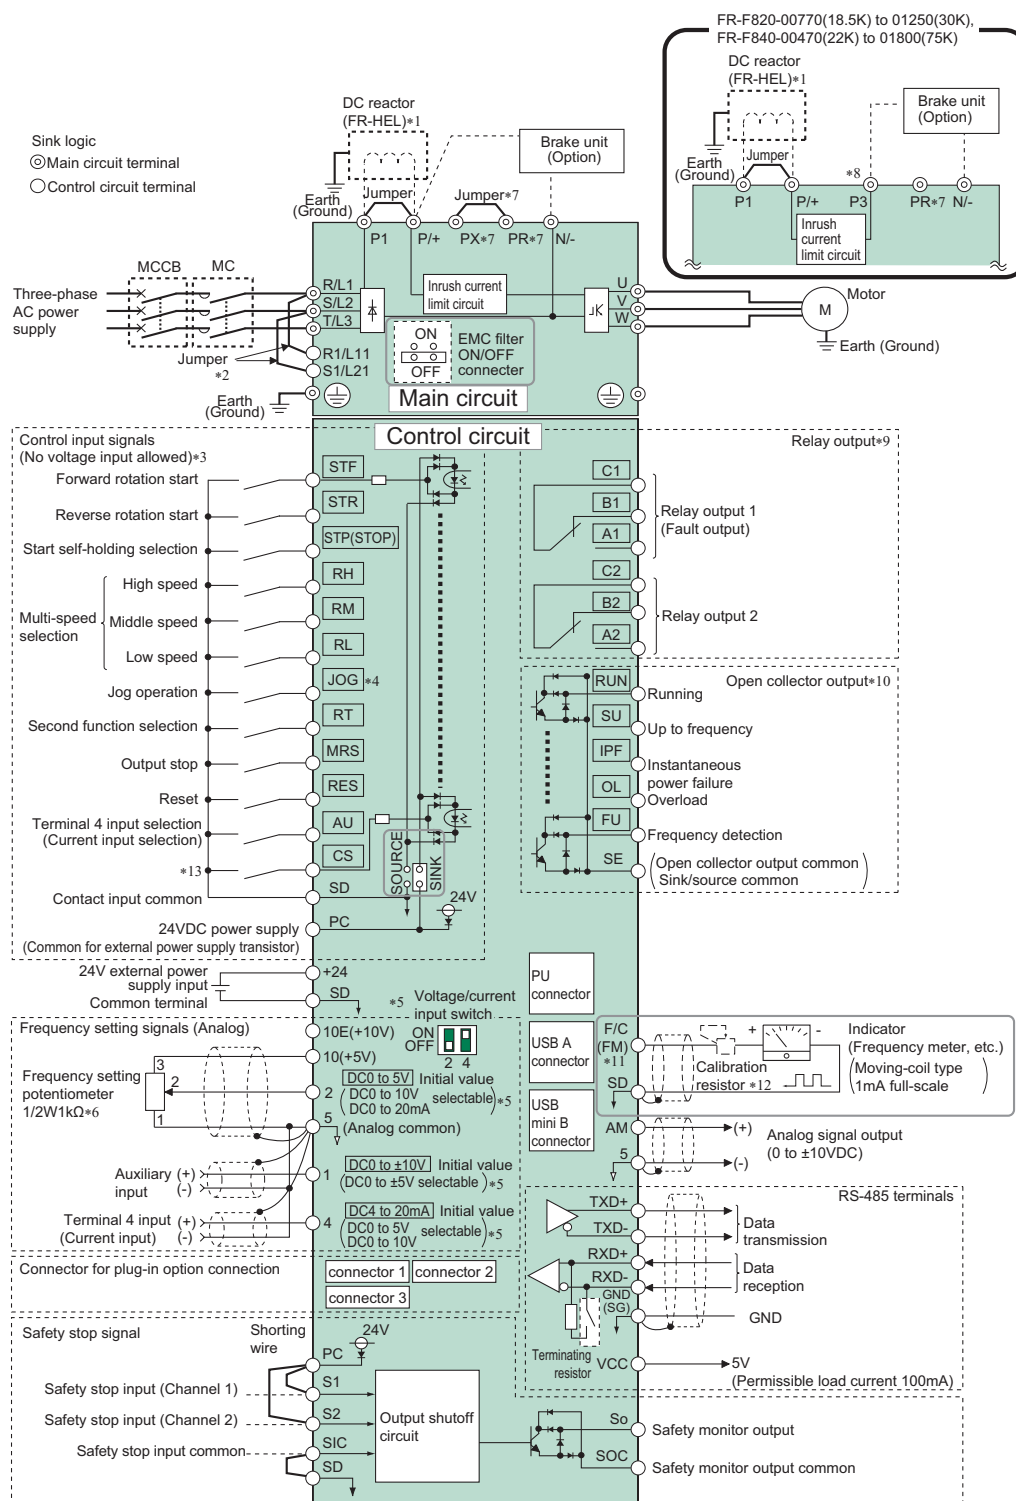 FR-F820-00770(18.5K) to 01250(30K),
FR-F840-00470(22K) to 01800(75K)
DC reactor
(FR-HEL)*1
Brake unit
(Option)
Earth
(Ground)
Jumper
*8
P1
P/+
P3
PR*7
N/-
Inrush
current
limit circuit
Sink logic
Main circuit terminal
Control circuit terminal
DC reactor
(FR-HEL)*1
Brake unit
(Option)
Earth
(Ground)
Jumper
Jumper*7
P1
P/+
PX*7
PR*7
N/-
MCCB
MC
Three-phase
AC power
supply
R/L1
S/L2
T/L3
R1/L11
S1/L21
Jumper
*2
Inrush current
limit circuit
ON
OFF
EMC filter
ON/OFF
connecter
U
V
W
M
Motor
Earth (Ground)
Earth
(Ground)
Main circuit
Control circuit
Control input signals
(No voltage input allowed)*3
Forward rotation start
STF
Reverse rotation start
STR
Start self-holding selection
STP(STOP)
Multi-speed
selection
High speed
RH
Middle speed
RM
Low speed
RL
Jog operation
JOG *4
Second function selection
RT
Output stop
MRS
Reset
RES
Terminal 4 input selection
(Current input selection)
AU
*13
CS
SOURCE
SINK
Contact input common
SD
24VDC power supply
(Common for external power supply transistor)
PC
24V
24V external power
supply input
+24
Common terminal
SD
Relay output*9
C1
B1
A1
Relay output 1
(Fault output)
C2
B2
A2
Relay output 2
Open collector output*10
RUN
Running
SU
Up to frequency
IPF
Instantaneous
power failure
OL
Overload
FU
Frequency detection
SE
Open collector output common
Sink/source common
PU
connector
USB A
connector
USB
mini B
connector
*5 Voltage/current
input switch
ON
OFF
2 4
Frequency setting signals (Analog)
10E(+10V)
10(+5V)
Frequency setting
potentiometer
1/2W1kΩ*6
3
2
1
2
DC0 to 5V Initial value
DC0 to 10V
DC0 to 20mA
selectable *5
5
(Analog common)
Auxiliary
input
(+)
(-)
1
DC0 to ±10V Initial value
(DC0 to ±5V selectable) *5
Terminal 4 input
(Current input)
(+)
(-)
4
DC4 to 20mA Initial value
DC0 to 5V
DC0 to 10V
selectable *5
F/C
(FM)
*11
SD
Calibration
resistor *12
+
-
Indicator
(Frequency meter, etc.)
Moving-coil type
1mA full-scale
AM
(+)
5
(-)
Analog signal output
(0 to ±10VDC)
RS-485 terminals
TXD+
TXD-
Data
transmission
RXD+
RXD-
Data
reception
GND
(SG)
GND
Terminating
resistor
VCC
5V
(Permissible load current 100mA)
Connector for plug-in option connection
connector 1
connector 2
connector 3
Safety stop signal
Shorting
wire
24V
PC
Safety stop input (Channel 1)
S1
Safety stop input (Channel 2)
S2
Safety stop input common
SIC
SD
Output shutoff
circuit
So
Safety monitor output
SOC
Safety monitor output common